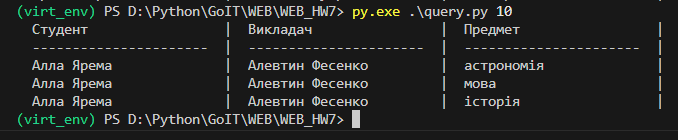 (virt_env) PS D:\Python\GoIT\WEB\WEB_HW7> py.exe .\query.py 10
Студент | Викладач | Предмет |
--------------------- | --------------------- | --------------------- |
Алла Ярема | Алевтин Фесенко | астрономія |
Алла Ярема | Алевтин Фесенко | мова |
Алла Ярема | Алевтин Фесенко | історія |
(virt_env) PS D:\Python\GoIT\WEB\WEB_HW7>